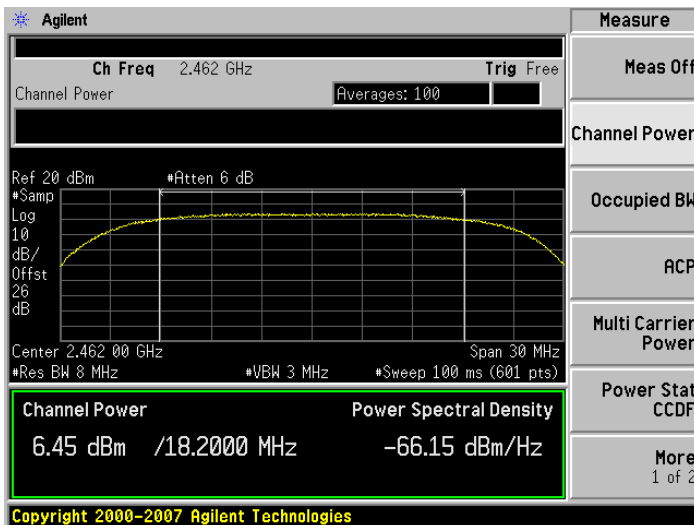 Agilent
Measure
Ch Freq 2.462 GHz Trig Free
Channel Power Averages: 100
Meas Off
Channel Power
Occupied BW
ACP
Multi Carrier
Power
Power Stat
CCDF
More
1 of 2
Ref 20 dBm #Atten 6 dB
#Samp
Log
10
dB/
Offst
26
dB
Center 2.462 00 GHz Span 30 MHz
#Res BW 8 MHz #VBW 3 MHz #Sweep 100 ms (601 pts)
Channel Power Power Spectral Density
6.45 dBm /18.2000 MHz -66.15 dBm/Hz
Copyright 2000-2007 Agilent Technologies